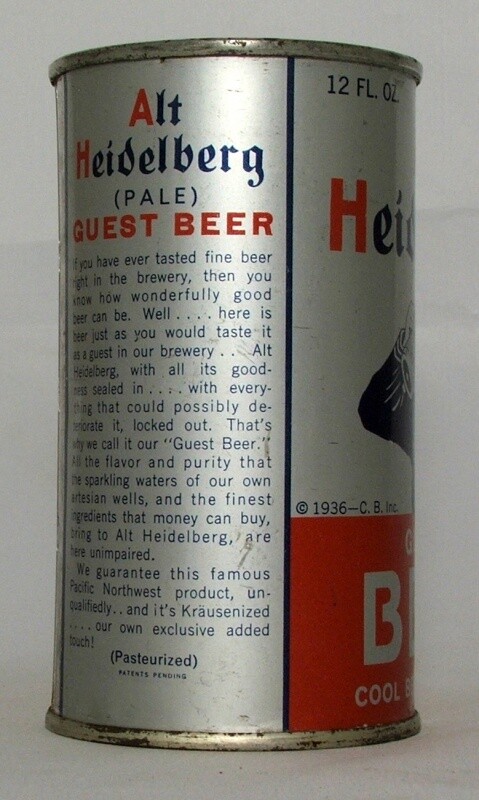 Alt
Heidelberg
(PALE)
GUEST BEER
If you have ever tasted fine beer
right in the brewery, then you
know how wonderfully good
beer can be. Well . . . . here is
beer just as you would taste it
as a guest in our brewery . . Alt
Heidelberg, with all its good-
ness sealed in . . . . with every-
thing that could possibly de-
teriorate it, locked out. That's
why we call it our "Guest Beer."
All the flavor and purity that
the sparkling waters of our own
artesian wells, and the finest
ingredients that money can buy,
bring to Alt Heidelberg, are
here unimpaired.
We guarantee this famous
Pacific Northwest product, un-
qualifiedly . . and it's Kräusenized
. . . . our own exclusive added
touch!
(Pasteurized)
PATENTS PENDING
12 FL. OZ.
Hei
© 1936—C. B. Inc.
G
BE
COOL B